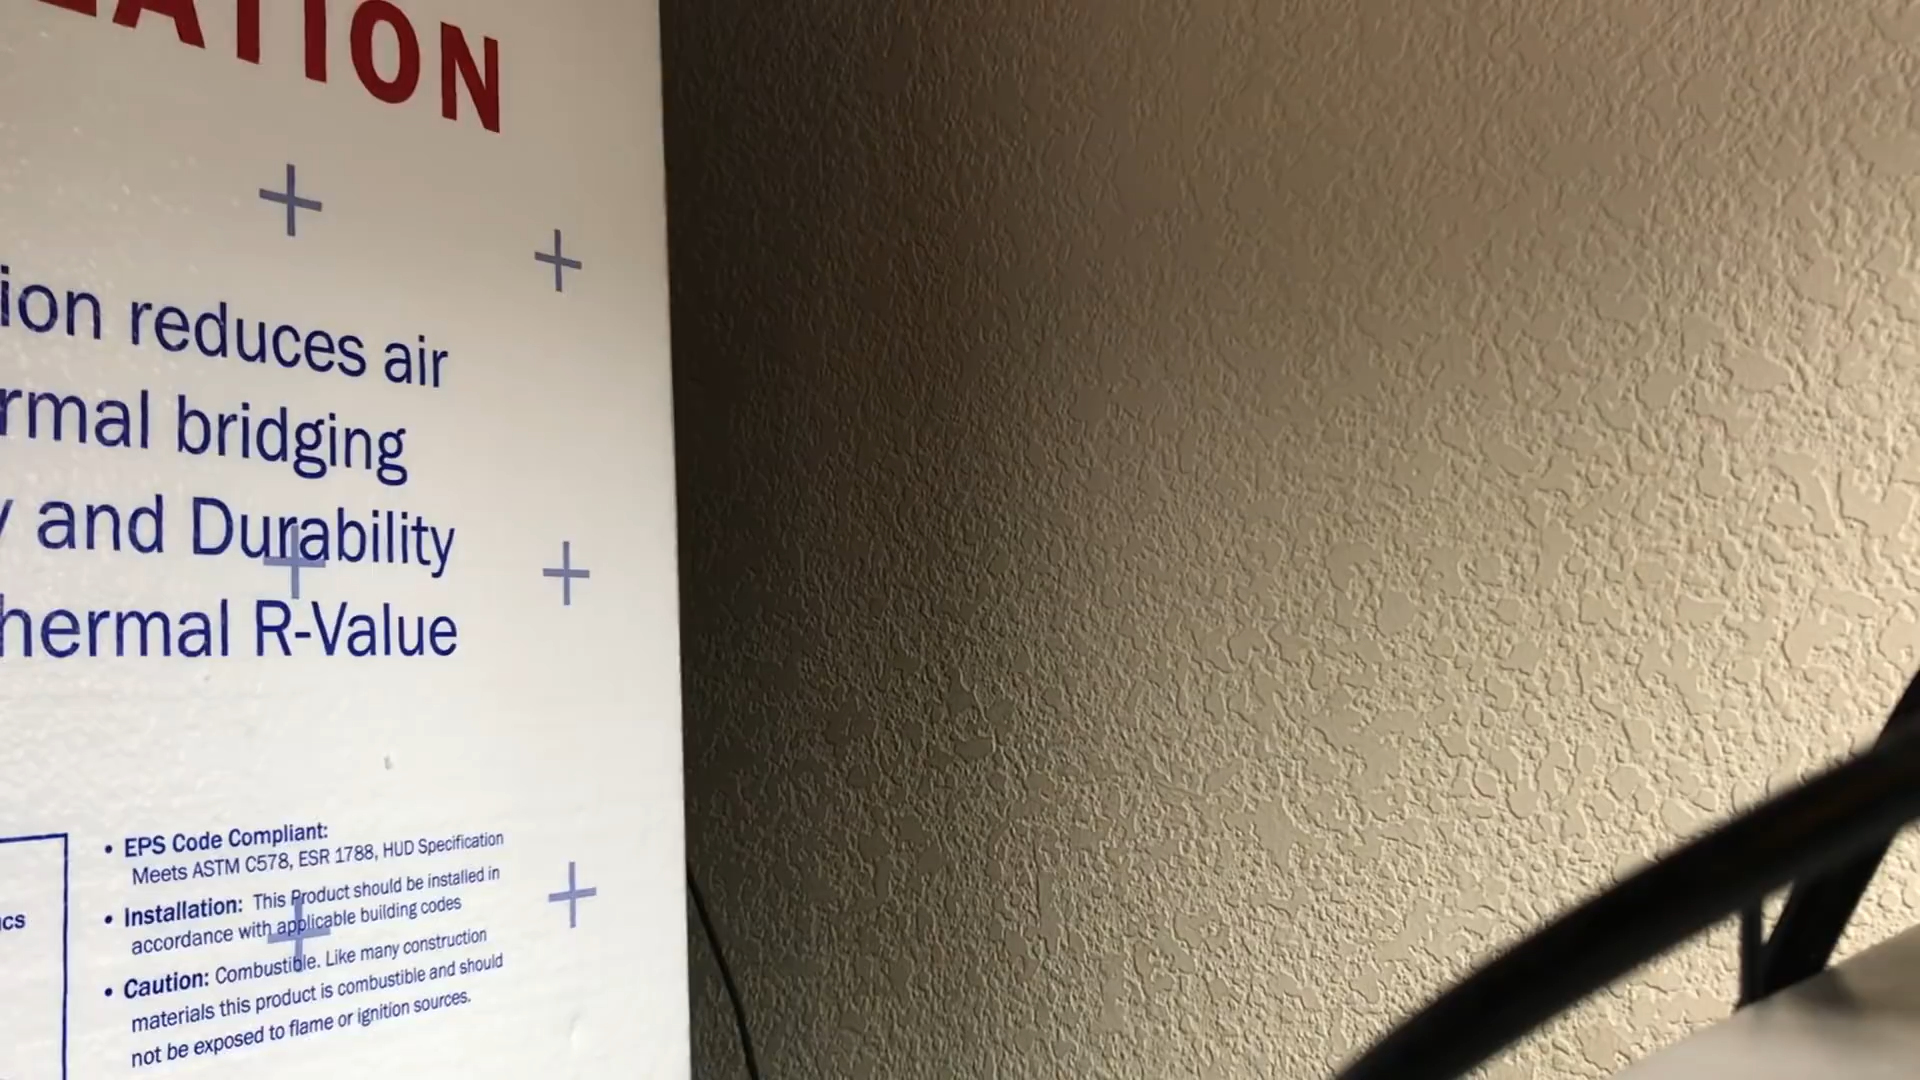 ATION
ion reduces air
rmal bridging
y and Durability
hermal R-Value
• EPS Code Compliant:
Meets ASTM C578, ESR 1788, HUD Specification
• Installation: This Product should be installed in
accordance with applicable building codes
ics
• Caution: Combustible. Like many construction
materials this product is combustible and should
not be exposed to flame or ignition sources.